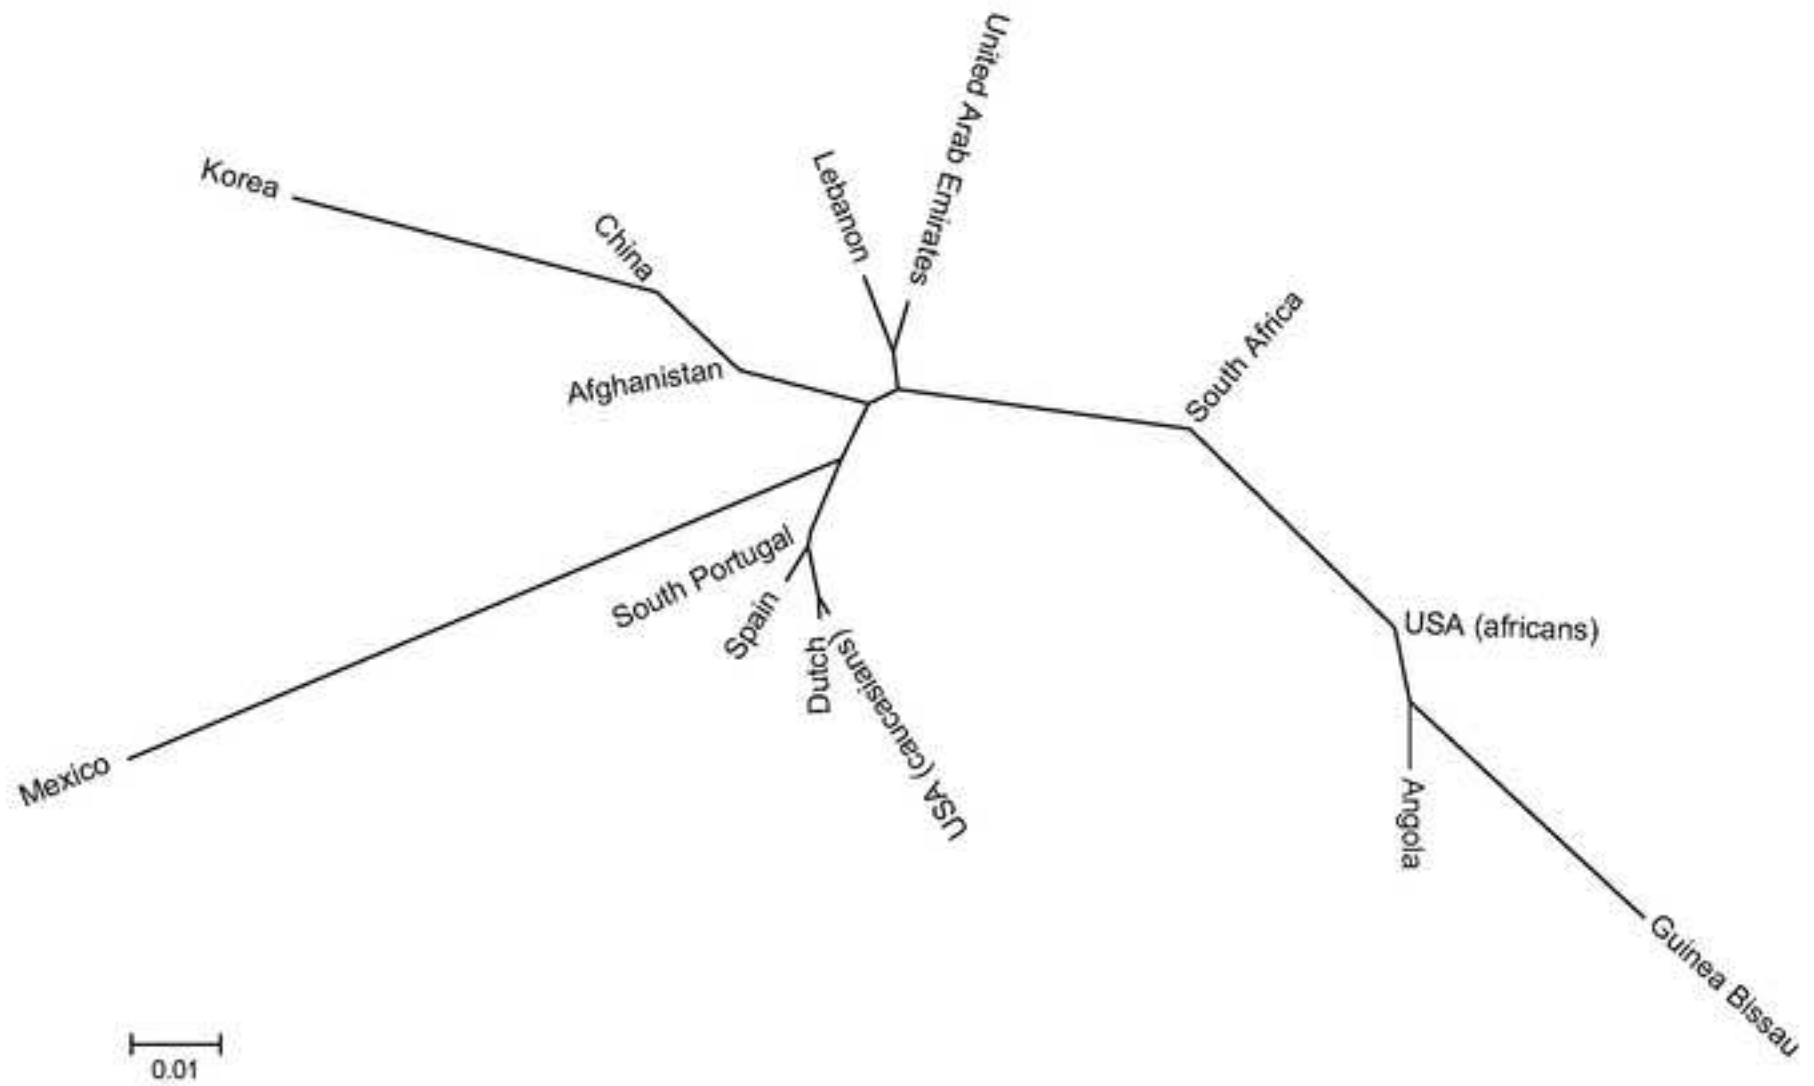 United Arab Emirates
Lebanon
Korea
China
Afghanistan
South Africa
South Portugal
Spain
Dutch
USA (caucasians)
USA (africans)
Mexico
Angola
Guinea Bissau
0.01